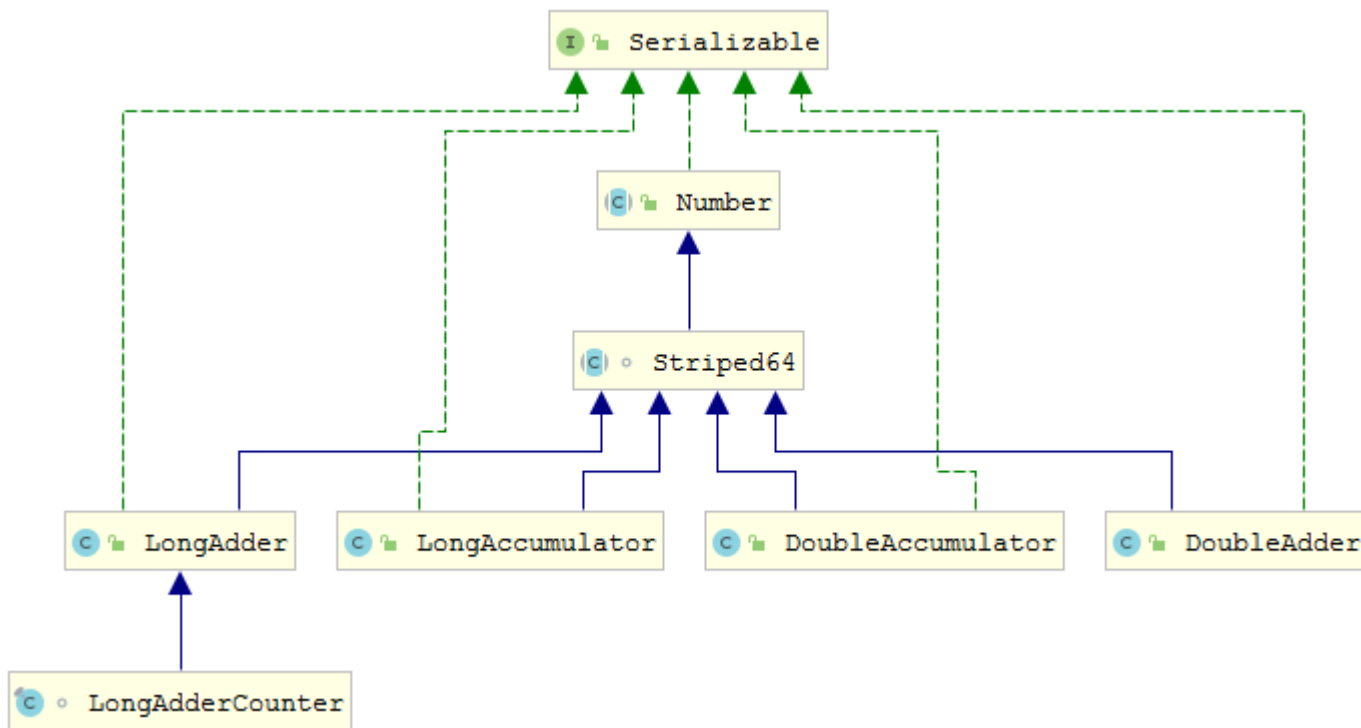 I Serializable
C Number
C Striped64
C LongAdder
C LongAccumulator
C DoubleAccumulator
C DoubleAdder
C LongAdderCounter